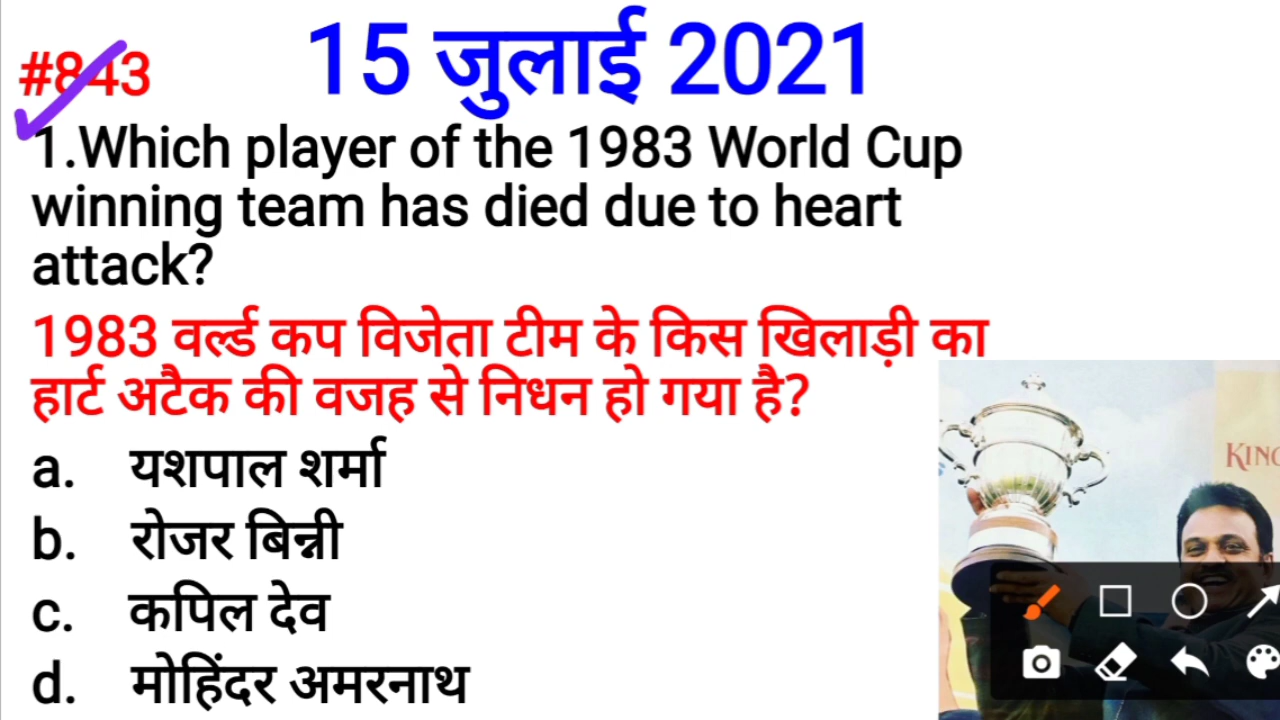 #843
15 जुलाई 2021
1.Which player of the 1983 World Cup
winning team has died due to heart
attack?
1983 वर्ल्ड कप विजेता टीम के किस खिलाड़ी का
हार्ट अटैक की वजह से निधन हो गया है?
a. यशपाल शर्मा
b. रोजर बिन्नी
c. कपिल देव
d. मोहिंदर अमरनाथ
KING